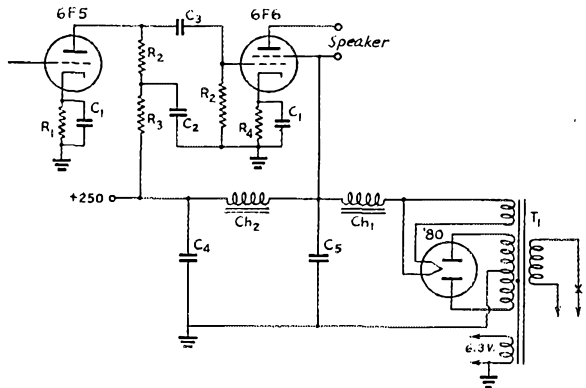 6F5
C3
6F6
Speaker
R2
R2
R3
C2
R1
C1
R4
C1
+250
Ch2
Ch1
T1
'80
C4
C5
6.3V.